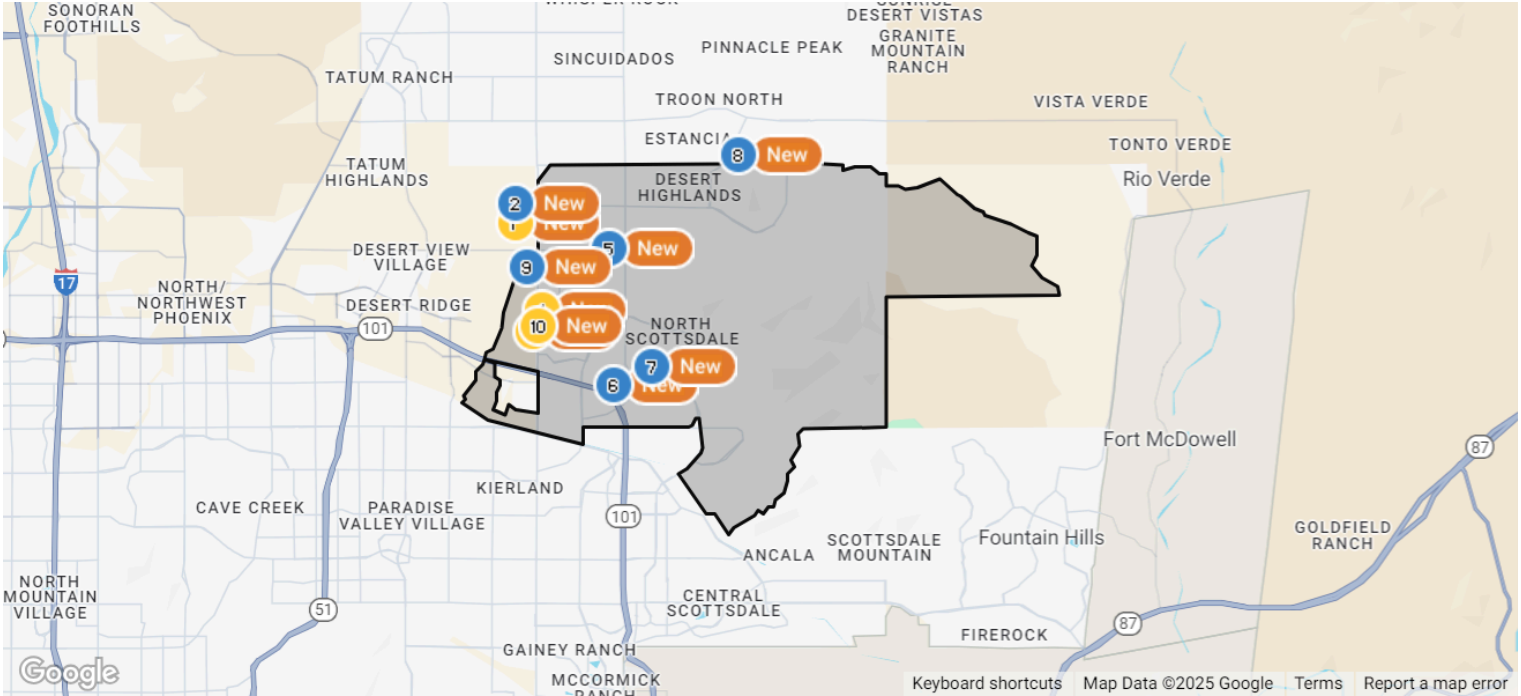 SONORAN
FOOTHILLS
DESERT VISTAS
GRANITE
MOUNTAIN
RANCH
PINNACLE PEAK
SINCUIDADOS
TATUM RANCH
TROON NORTH
VISTA VERDE
ESTANCIA
TONTO VERDE
8 New
TATUM
HIGHLANDS
DESERT
HIGHLANDS
Rio Verde
2 New
New
5 New
DESERT VIEW
VILLAGE
9 New
17
NORTH/
NORTHWEST
PHOENIX
DESERT RIDGE
New
101
10 New
NORTH
SCOTTSDALE
7 New
6 New
Fort McDowell
87
KIERLAND
CAVE CREEK
PARADISE
VALLEY VILLAGE
101
GOLDFIELD
RANCH
Fountain Hills
SCOTTSDALE
MOUNTAIN
ANCALA
NORTH
MOUNTAIN
VILLAGE
51
CENTRAL
SCOTTSDALE
87
FIREROCK
GAINEY RANCH
MCCORMICK
RANCH
Google
Keyboard shortcuts
Map Data ©2025 Google
Terms
Report a map error